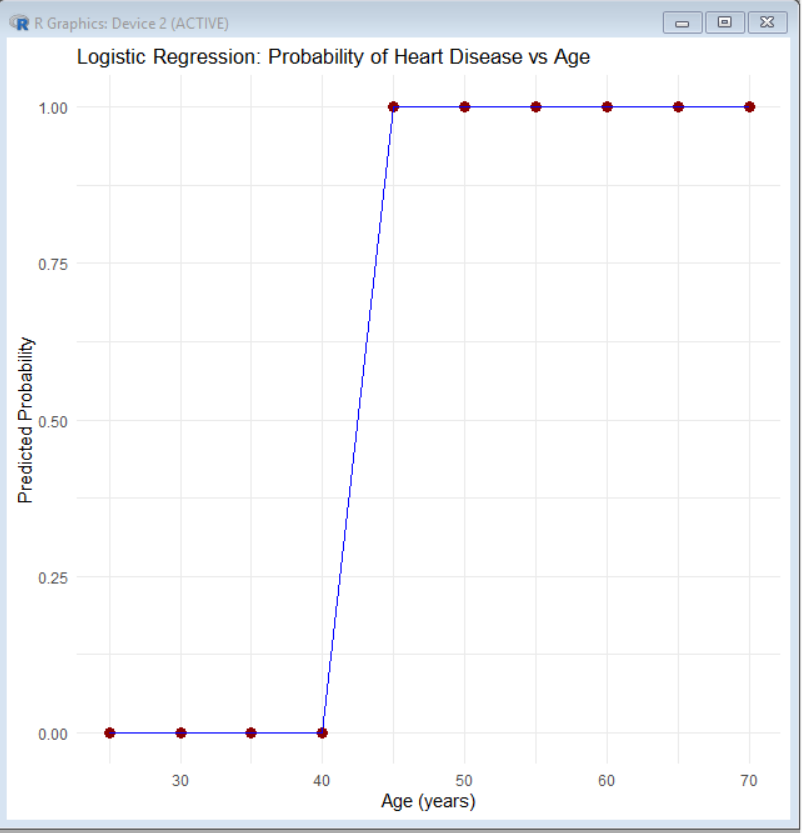 R Graphics: Device 2 (ACTIVE)
Logistic Regression: Probability of Heart Disease vs Age
1.00
0.75
0.50
0.25
0.00
Predicted Probability
30 40 50 60 70
Age (years)